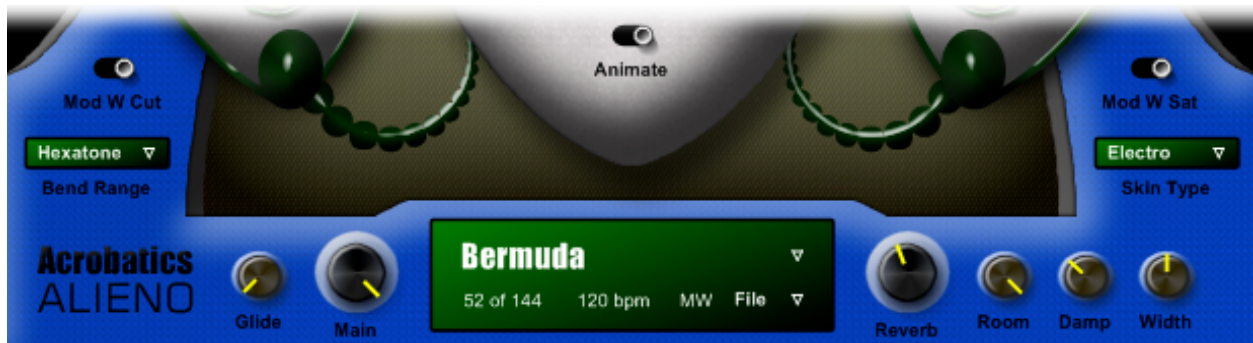 Animate
Mod W Cut
Mod W Sat
Hexatone
Electro
Bend Range
Skin Type
Acrobatics
ALIENO
Bermuda
52 of 144 120 bpm MW File
Glide
Main
Reverb
Room
Damp
Width